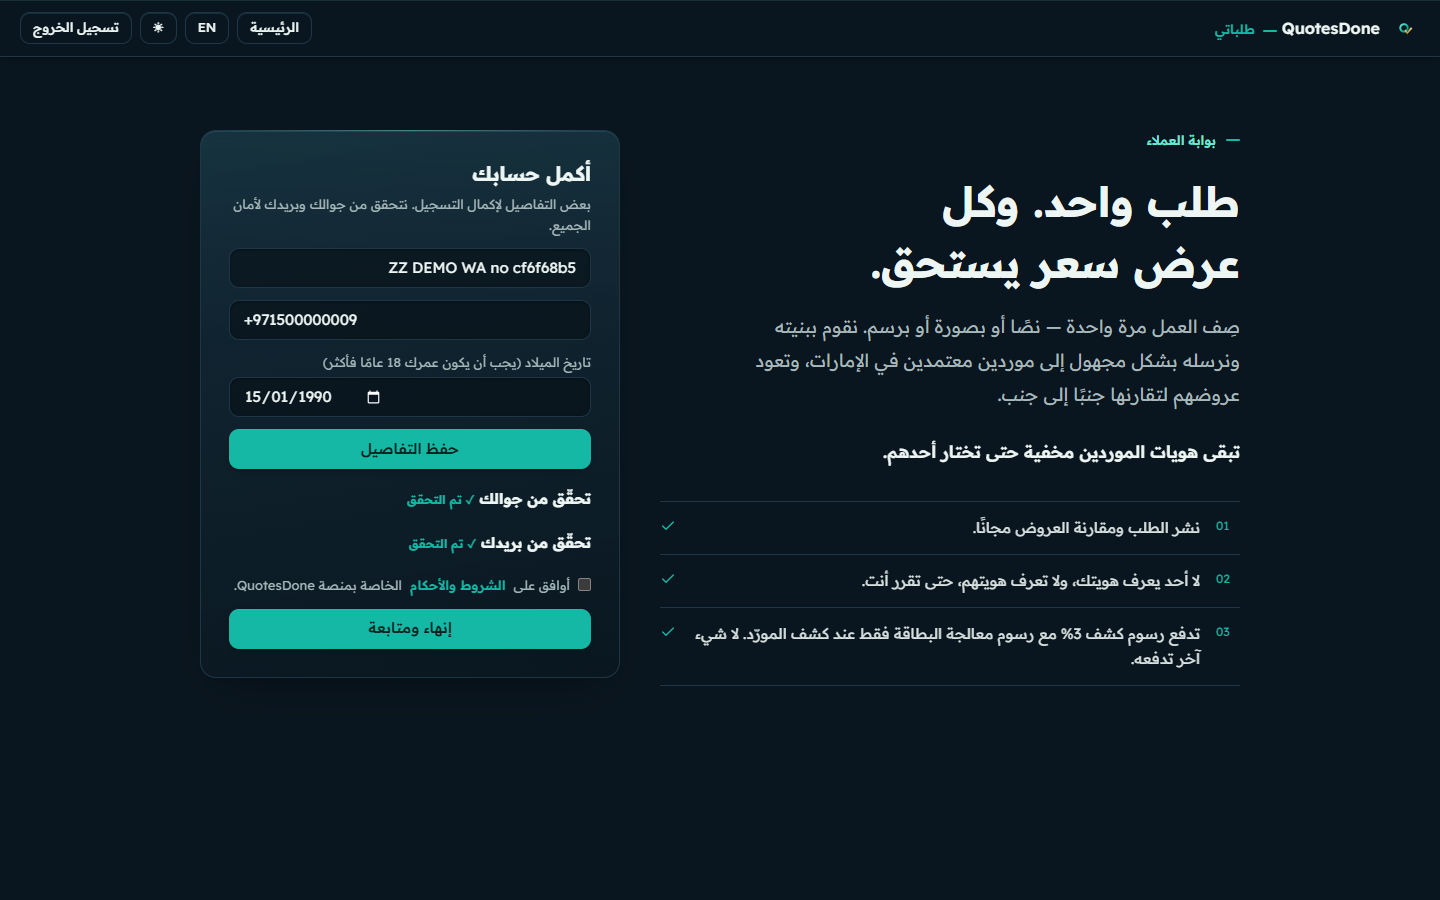 QuotesDone — طلباتي
الرئيسية
EN
تسجيل الخروج
— بوابة العملاء
طلب واحد. وكل
عرض سعر يستحق.
صِف العمل مرة واحدة — نصًا أو بصورة أو برسم. نقوم ببنيته
ونرسله بشكل مجهول إلى موردين معتمدين في الإمارات، وتعود
عروضهم لتقارنها جنبًا إلى جنب.
تبقى هويات الموردين مخفية حتى تختار أحدهم.
01 نشر الطلب ومقارنة العروض مجانًا. ✓
02 لا أحد يعرف هويتك، ولا تعرف هويتهم، حتى تقرر أنت. ✓
03 تدفع رسوم كشف 3% مع رسوم معالجة البطاقة فقط عند كشف المورّد. لا شيء ✓
آخر تدفعه.
أكمل حسابك
بعض التفاصيل لإكمال التسجيل. نتحقق من جوالك وبريدك لأمان
الجميع.
ZZ DEMO WA no cf6f68b5
+971500000009
تاريخ الميلاد (يجب أن يكون عمرك 18 عامًا فأكثر)
15/01/1990
حفظ التفاصيل
تحقّق من جوالك ✓ تم التحقق
تحقّق من بريدك ✓ تم التحقق
أوافق على الشروط والأحكام الخاصة بمنصة QuotesDone.
إنهاء ومتابعة